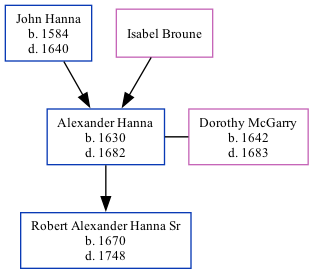 John Hanna
b. 1584
d. 1640
Isabel Broune
Alexander Hanna
b. 1630
d. 1682
Dorothy McGarry
b. 1642
d. 1683
Robert Alexander Hanna Sr
b. 1670
d. 1748